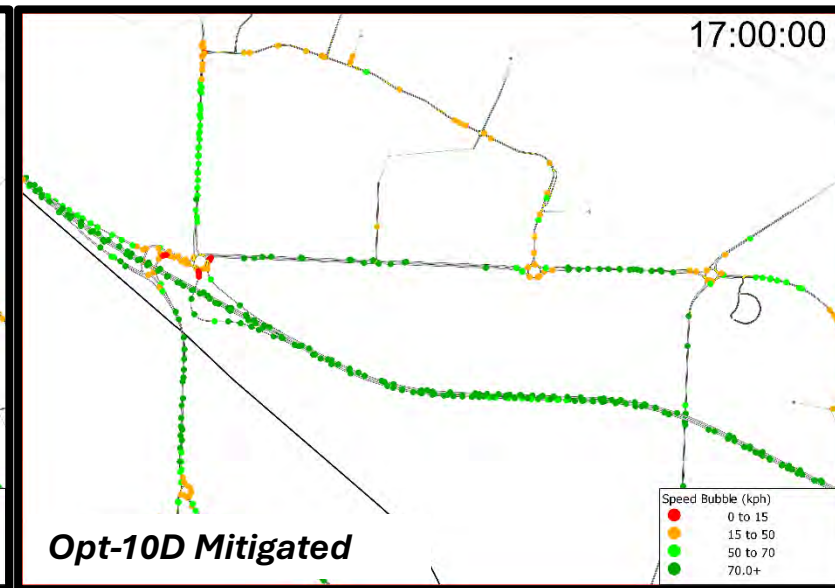 17:00:00
Speed Bubble (kph)
0 to 15
15 to 50
50 to 70
70.0+
Opt-10D Mitigated